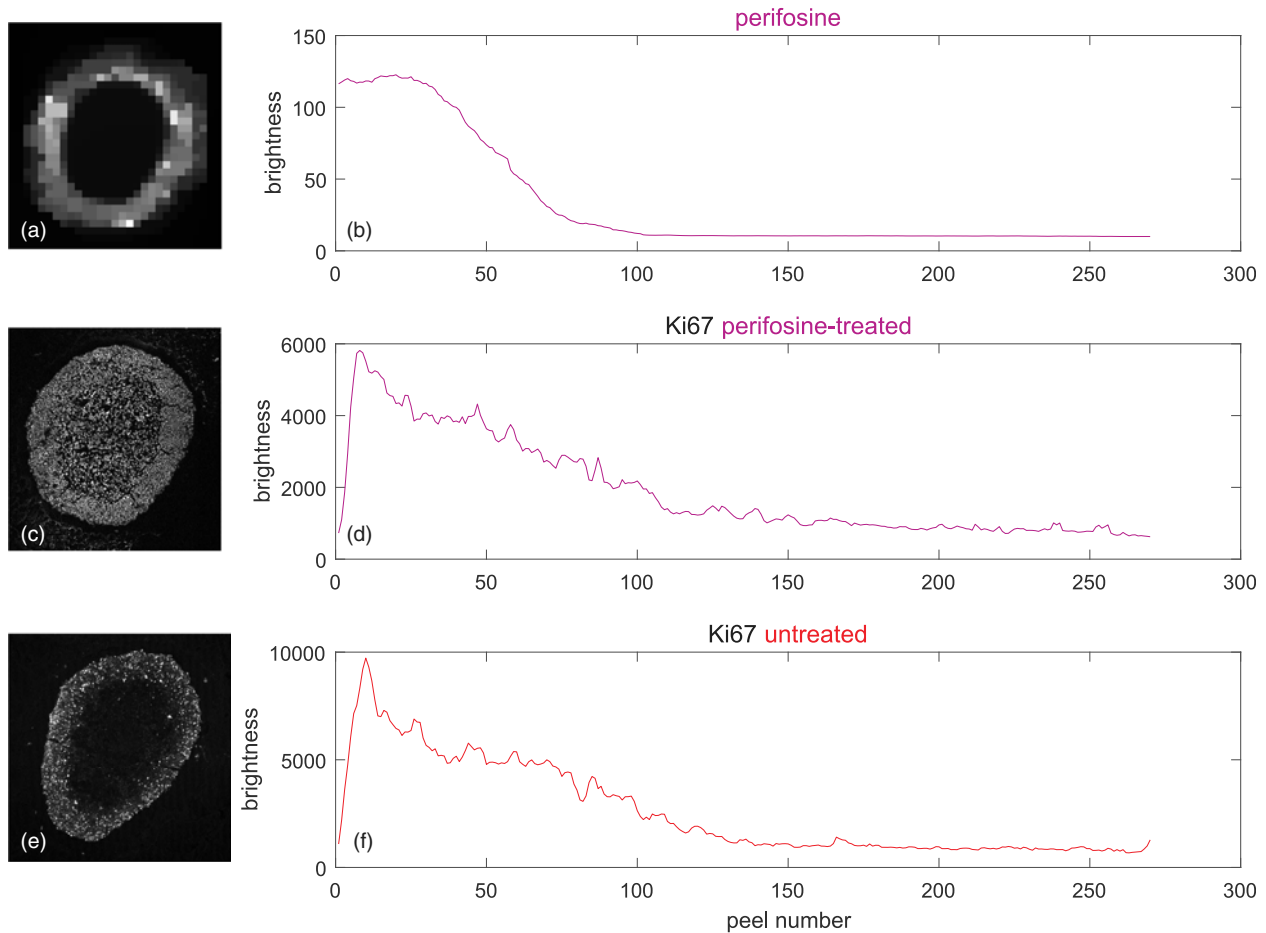 perifosine
150
100
50
0
brightness
(a)
(b)
0 50 100 150 200 250 300
Ki67 perifosine-treated
6000
4000
2000
0
brightness
(c)
(d)
0 50 100 150 200 250 300
Ki67 untreated
10000
5000
0
brightness
(e)
(f)
0 50 100 150 200 250 300
peel number